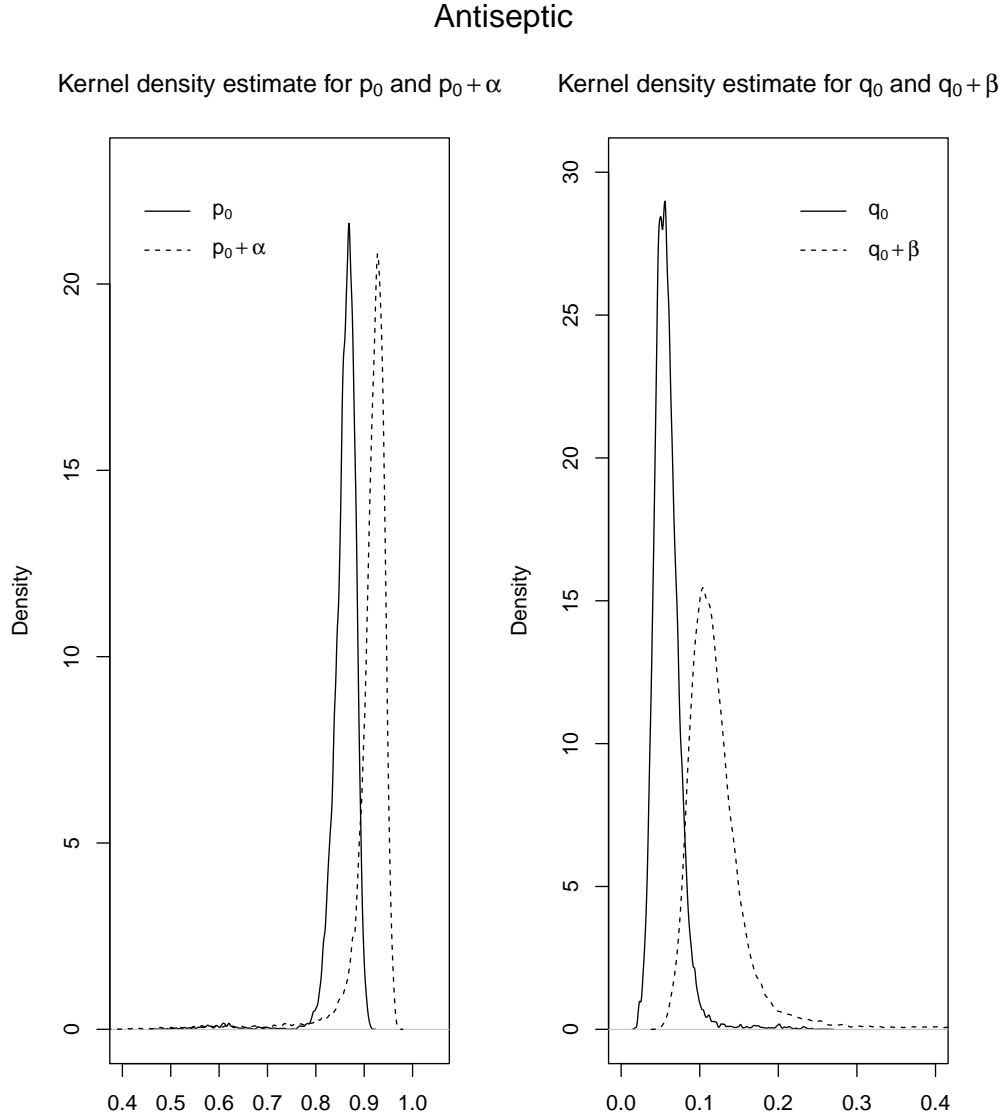 Antiseptic
Kernel density estimate for p₀ and p₀ + α
p₀
p₀ + α
Density
0
5
10
15
20
0.4 0.5 0.6 0.7 0.8 0.9 1.0
Kernel density estimate for q₀ and q₀ + β
q₀
q₀ + β
Density
0
5
10
15
20
25
30
0.0 0.1 0.2 0.3 0.4